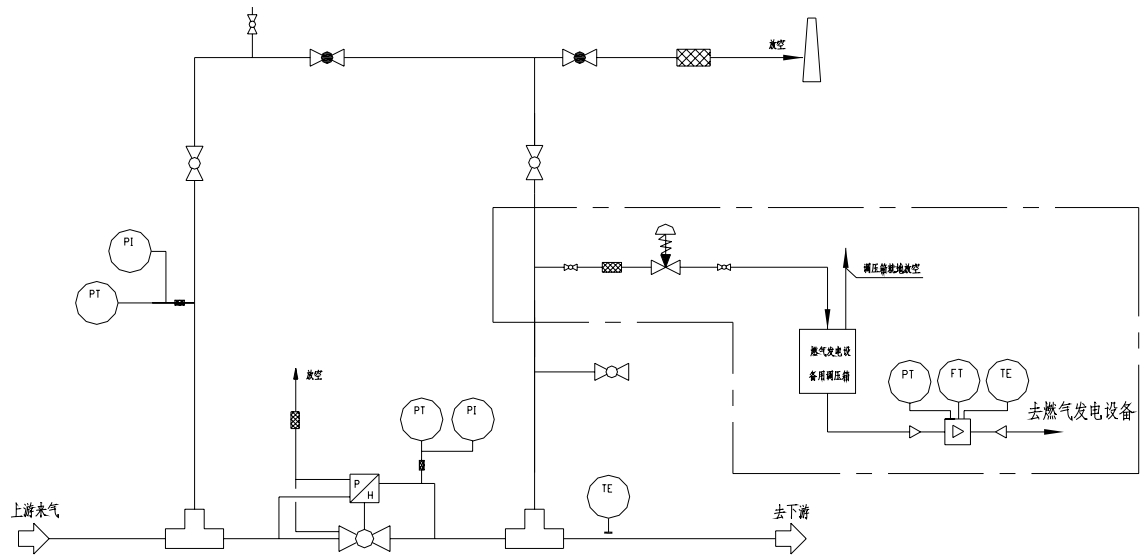 放空
PI
PT
调压箱就地放空
燃气发电设
备用调压箱
放空
PT
PI
PT
FT
TE
去燃气发电设备
P
H
TE
上游来气
去下游